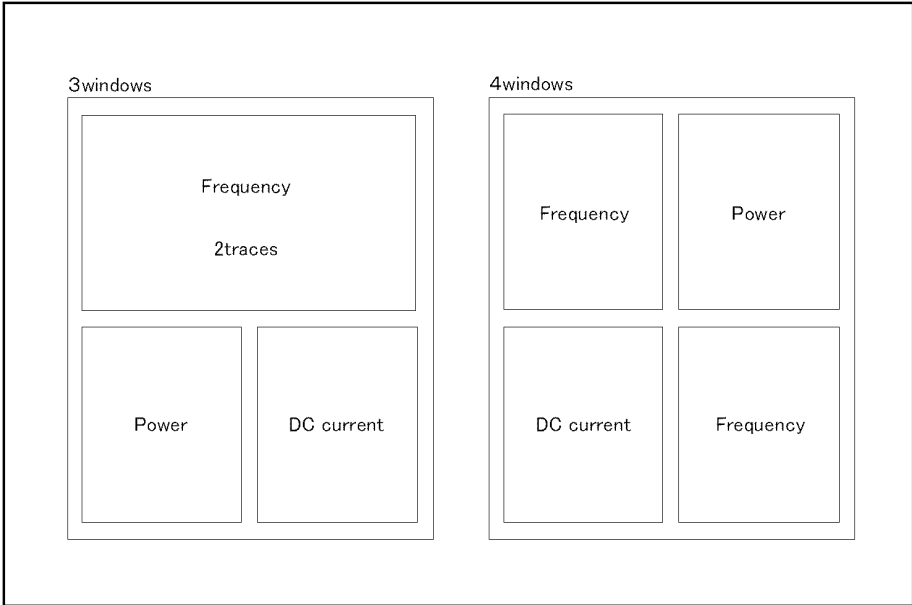 3windows
Frequency
2traces
Power
DC current
4windows
Frequency
Power
DC current
Frequency